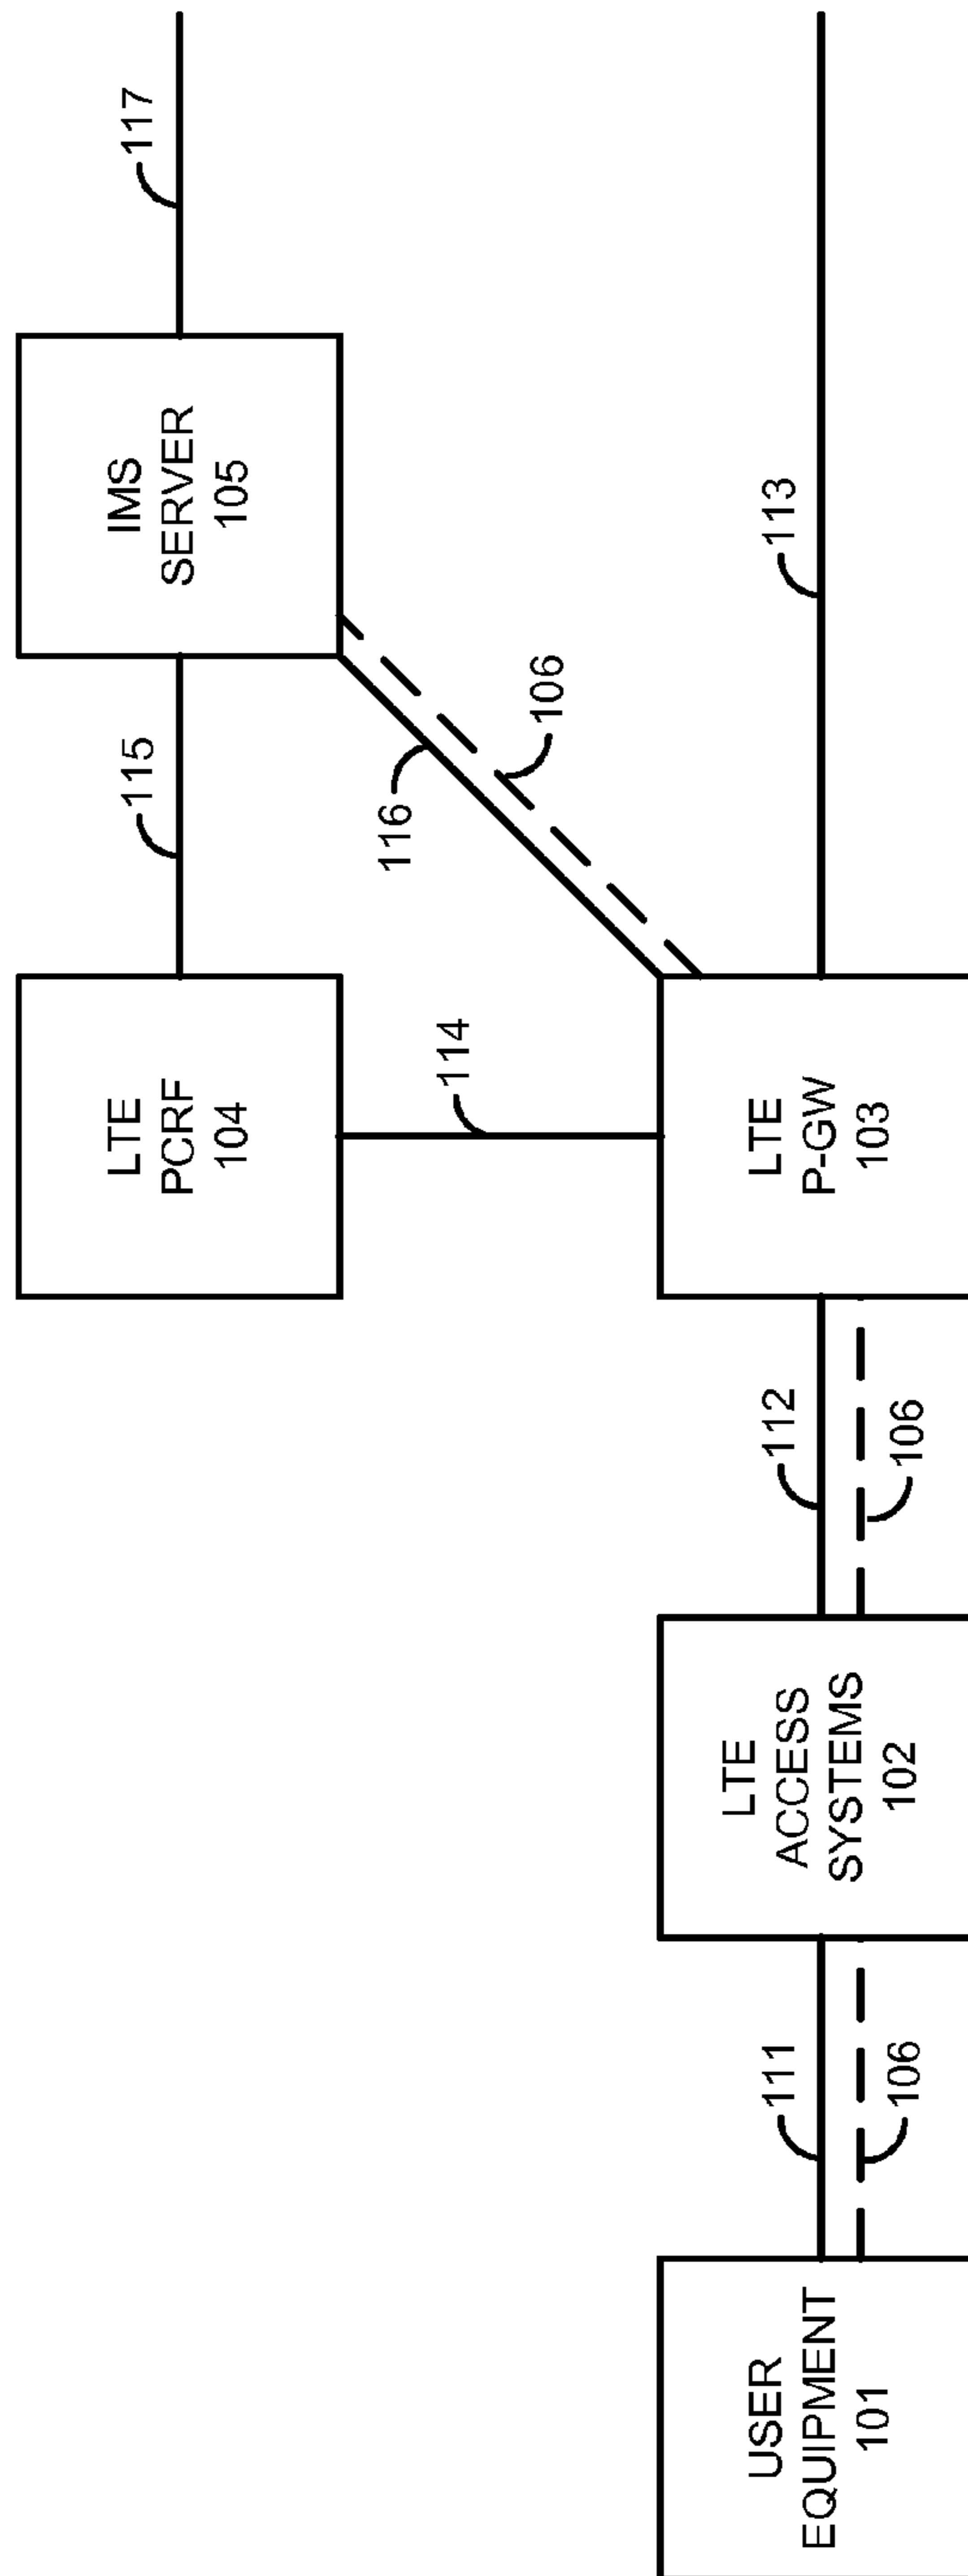 LTE
PCRF
104
115
IMS
SERVER
105
117
114
116
106
USER
EQUIPMENT
101
111
106
LTE
ACCESS
SYSTEMS
102
112
106
LTE
P-GW
103
113